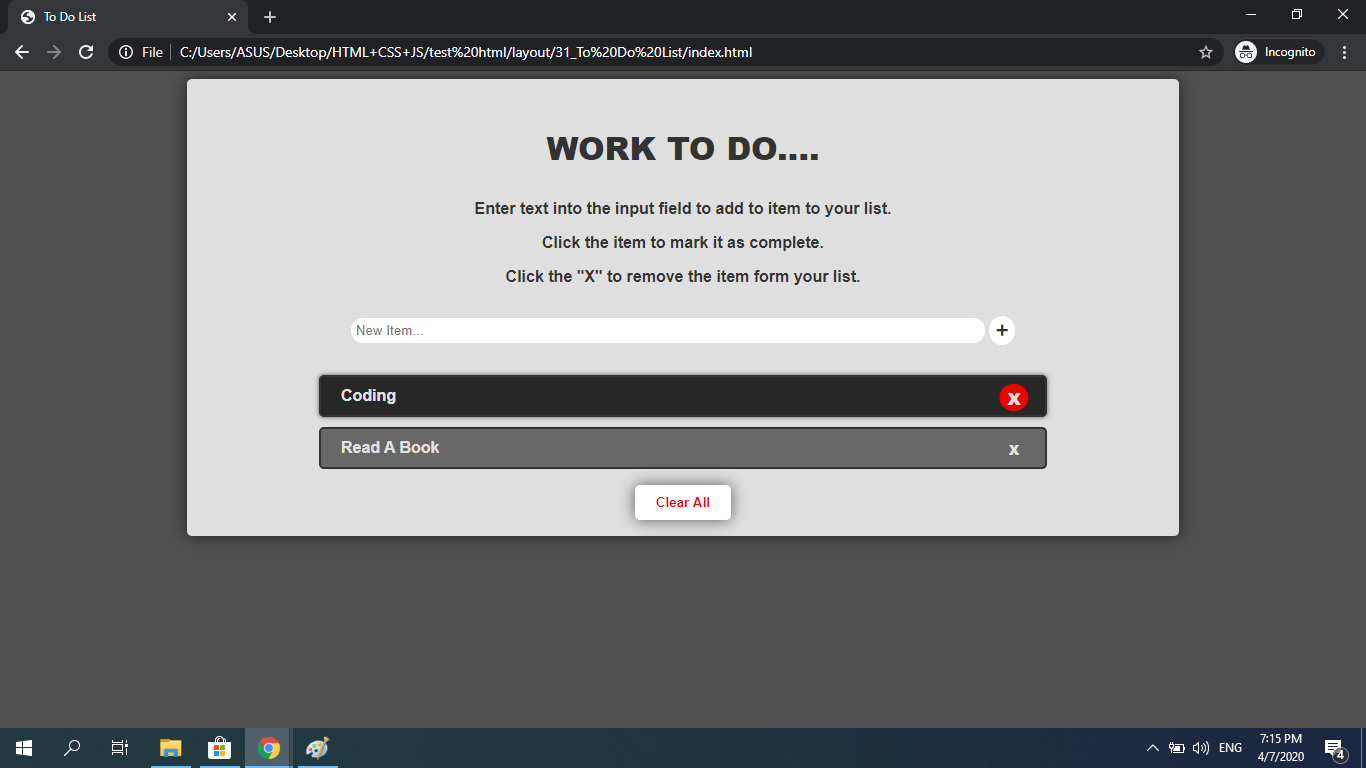 To Do List
File C:/Users/ASUS/Desktop/HTML+CSS+JS/test%20html/layout/31_To%20Do%20List/index.html Incognito
WORK TO DO....
Enter text into the input field to add to item to your list.
Click the item to mark it as complete.
Click the "X" to remove the item form your list.
New Item... +
Coding x
Read A Book x
Clear All
ENG 7:15 PM
4/7/2020 4